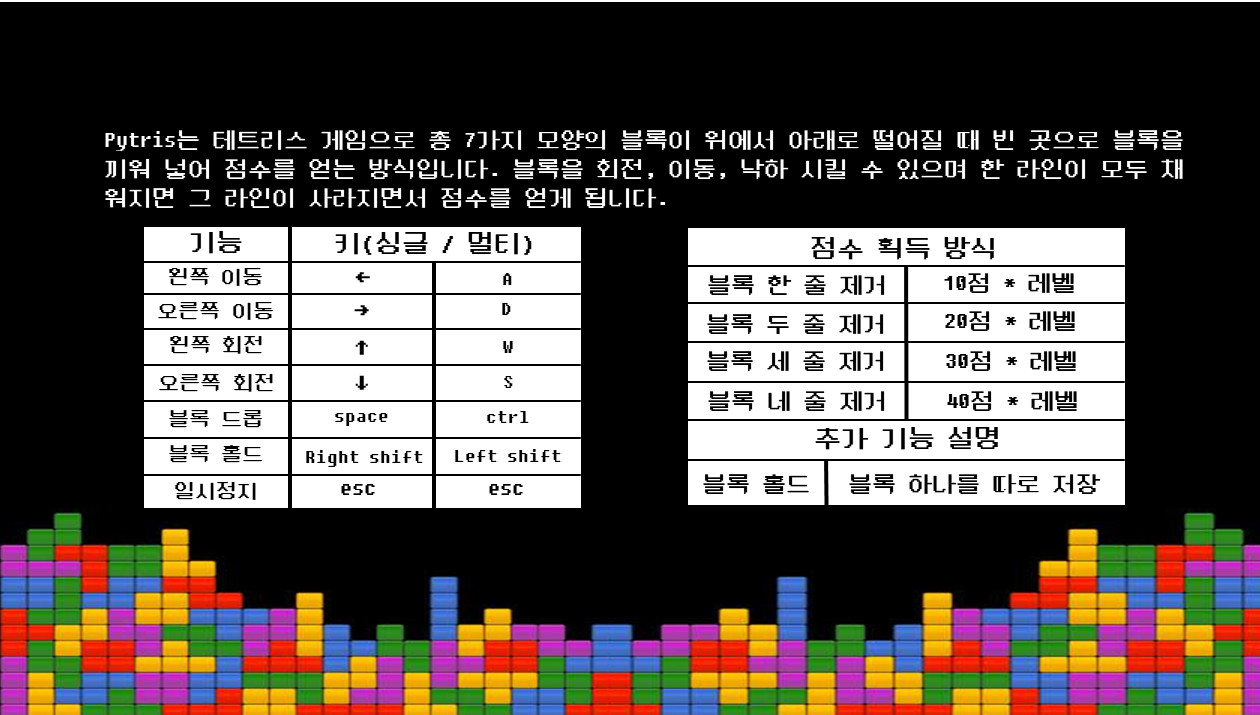 Pytris는 테트리스 게임으로 총 7가지 모양의 블록이 위에서 아래로 떨어질 때 빈 곳으로 블록을
끼워 넣어 점수를 얻는 방식입니다. 블록을 회전, 이동, 낙하 시킬 수 있으며 한 라인이 모두 채
워지면 그 라인이 사라지면서 점수를 얻게 됩니다.
기능 키(싱글 / 멀티)
왼쪽 이동 ← A
오른쪽 이동 → D
왼쪽 회전 ↑ W
오른쪽 회전 ↓ S
블록 드롭 space ctrl
블록 홀드 Right shift Left shift
일시정지 esc esc
점수 획득 방식
블록 한 줄 제거 10점 * 레벨
블록 두 줄 제거 20점 * 레벨
블록 세 줄 제거 30점 * 레벨
블록 네 줄 제거 40점 * 레벨
추가 기능 설명
블록 홀드 블록 하나를 따로 저장